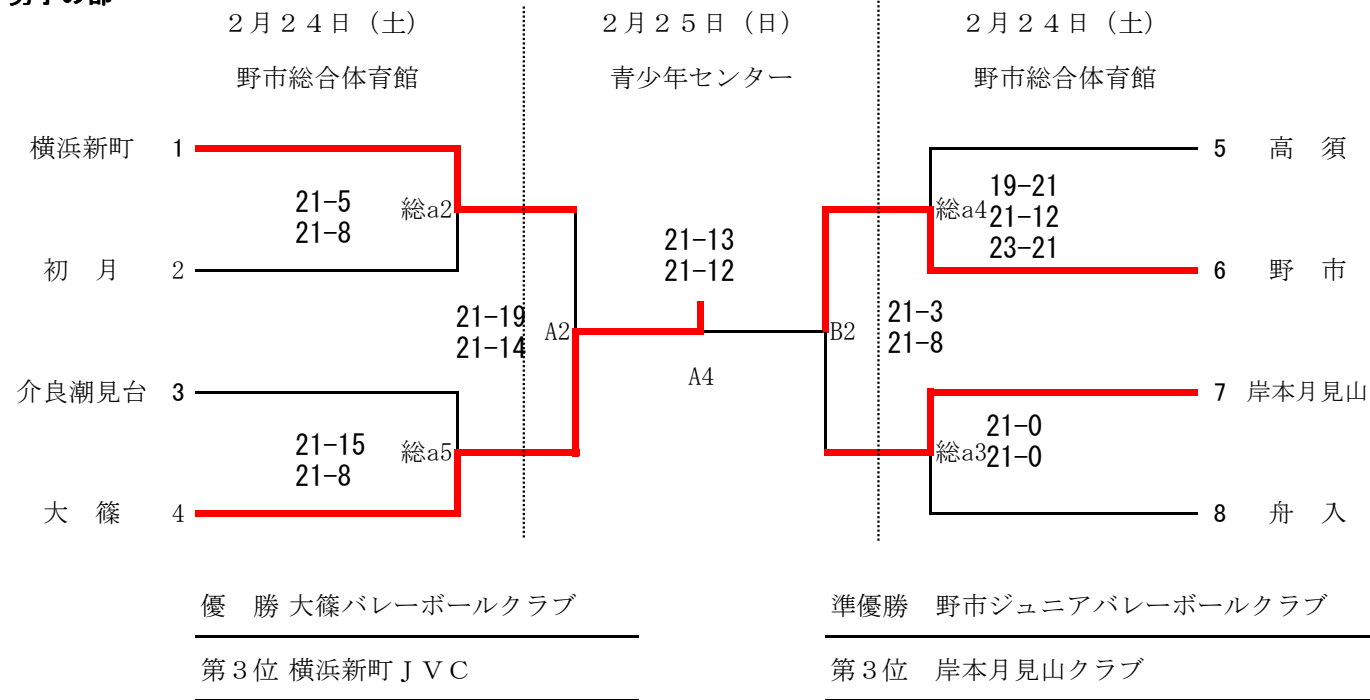 男子の部
２月２４日（土）
２月２５日（日）
２月２４日（土）
野市総合体育館
青少年センター
野市総合体育館
横浜新町 1
5 高　須
21-5
21-8
総a2
総a4
19-21
21-12
23-21
21-13
21-12
初　月 2
6 野　市
21-19
21-14
A2
B2
21-3
21-8
A4
介良潮見台 3
7 岸本月見山
21-15
21-8
総a5
総a3
21-0
21-0
大　篠 4
8 舟　入
優　勝 大篠バレーボールクラブ
準優勝　野市ジュニアバレーボールクラブ
第３位 横浜新町ＪＶＣ
第３位　岸本月見山クラブ